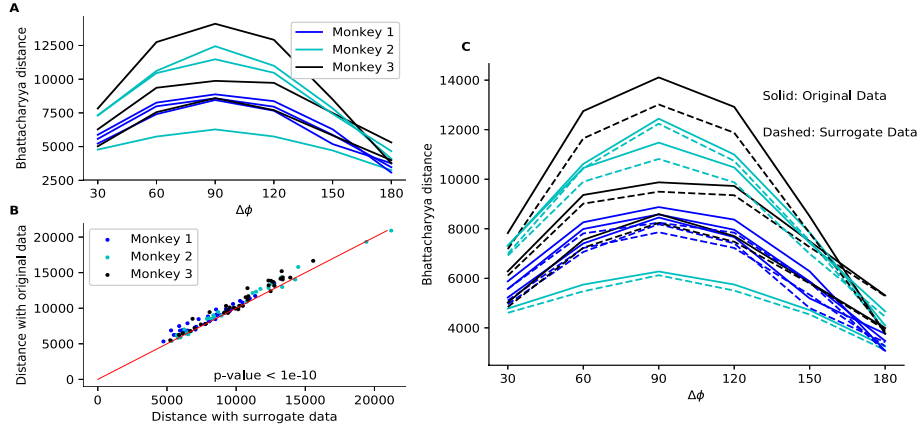 A
Bhattacharyya distance
12500
10000
7500
5000
2500
30 60 90 120 150 180
Δϕ
Monkey 1
Monkey 2
Monkey 3
B
Distance with original data
20000
15000
10000
5000
0
Monkey 1
Monkey 2
Monkey 3
p-value < 1e-10
0 5000 10000 15000 20000
Distance with surrogate data
C
Bhattacharyya distance
14000
12000
10000
8000
6000
4000
Solid: Original Data
Dashed: Surrogate Data
30 60 90 120 150 180
Δϕ